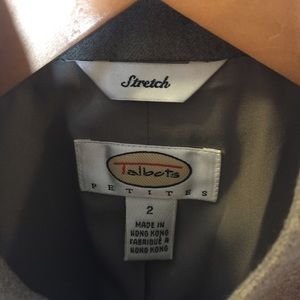 Stretch
Talbots
PETITES
2
MADE IN
HONG KONG
FABRIQUÉ À
HONG KONG